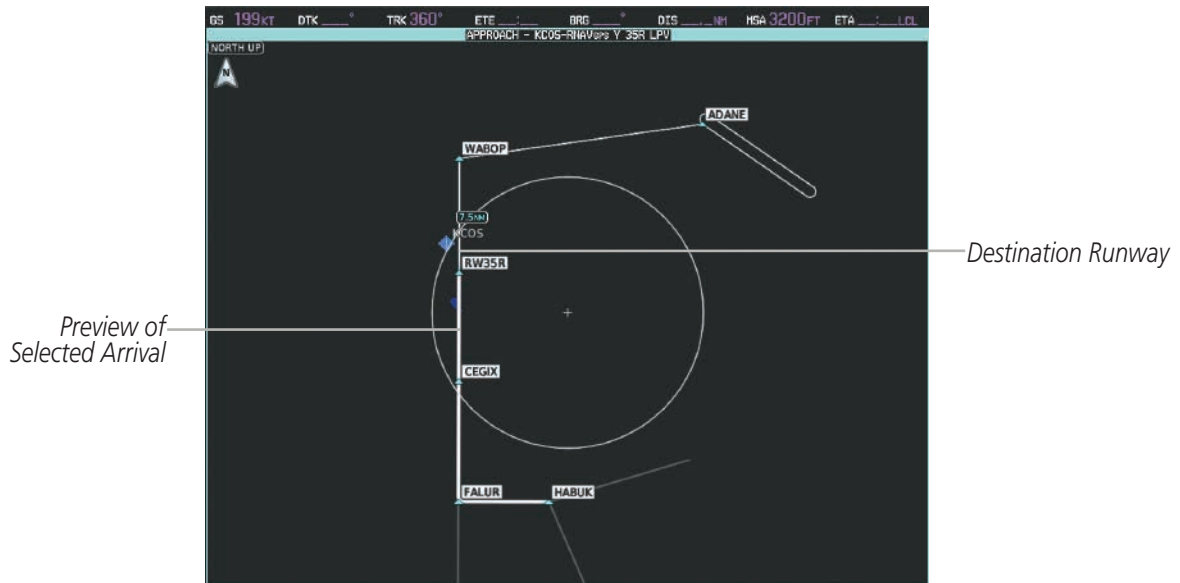 GS 199KT DTK ___° TRK 360° ETE __:__ BRG ___° DIS __.__NM MSA 3200FT ETA __:__LCL
APPROACH – KCOS-RNAVGPS Y 35R LPV
NORTH UP
N
ADANE
WABOP
7.5NM
KCOS
Destination Runway
RW35R
Preview of
Selected Arrival
CEGIX
FALUR
HABUK